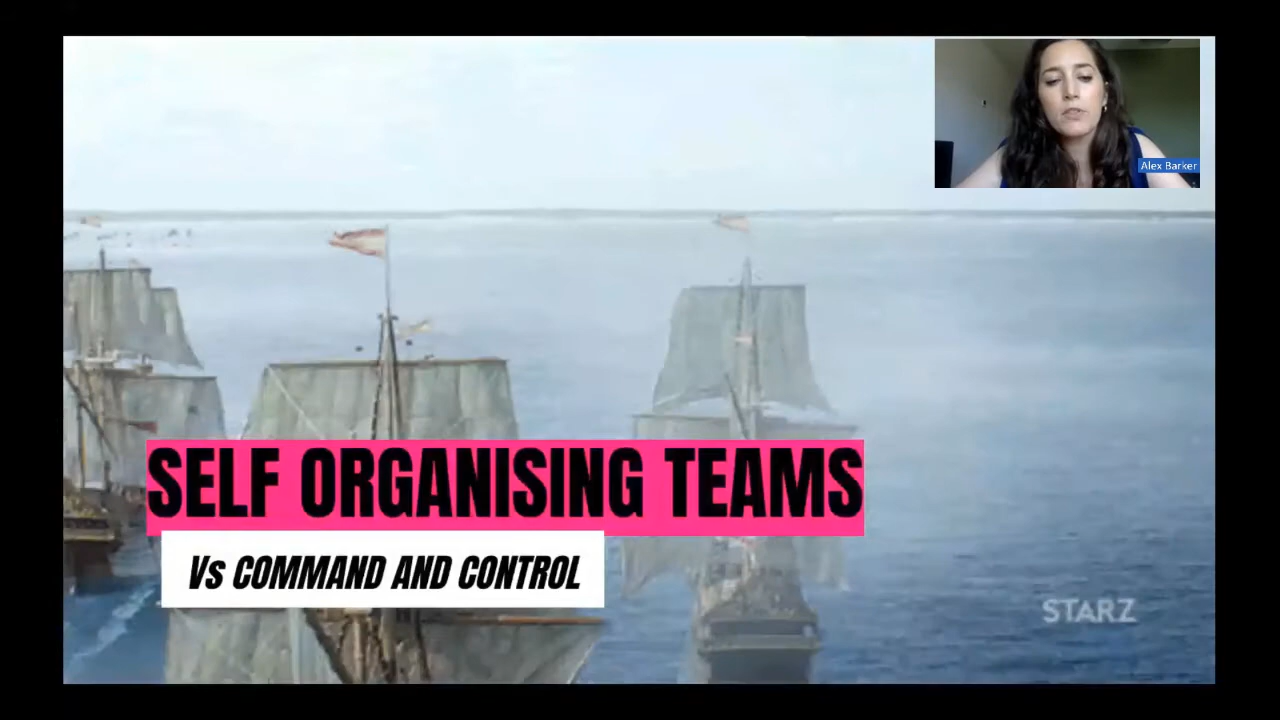 Alex Barker
SELF ORGANISING TEAMS
Vs COMMAND AND CONTROL
STARZ